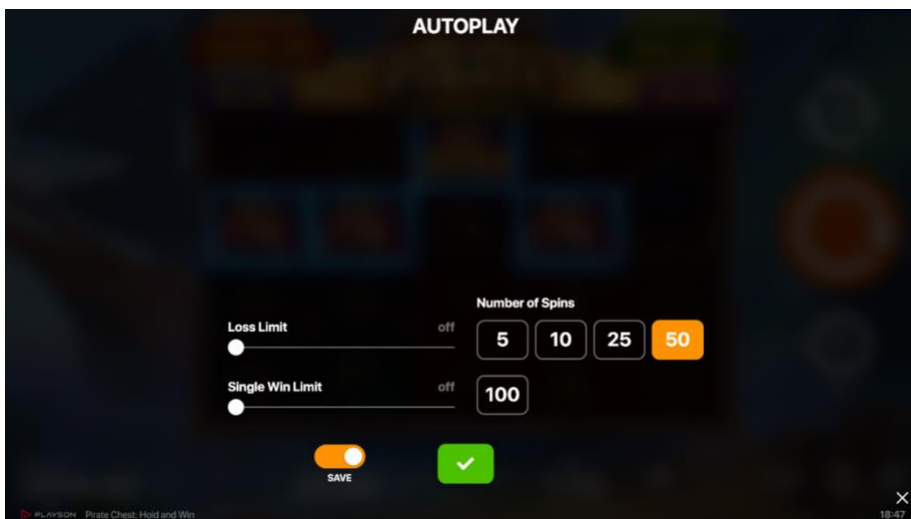 AUTOPLAY
Number of Spins
Loss Limit off
5 10 25 50
Single Win Limit off
100
SAVE
PLAYSON Pirate Chest: Hold and Win
18:47